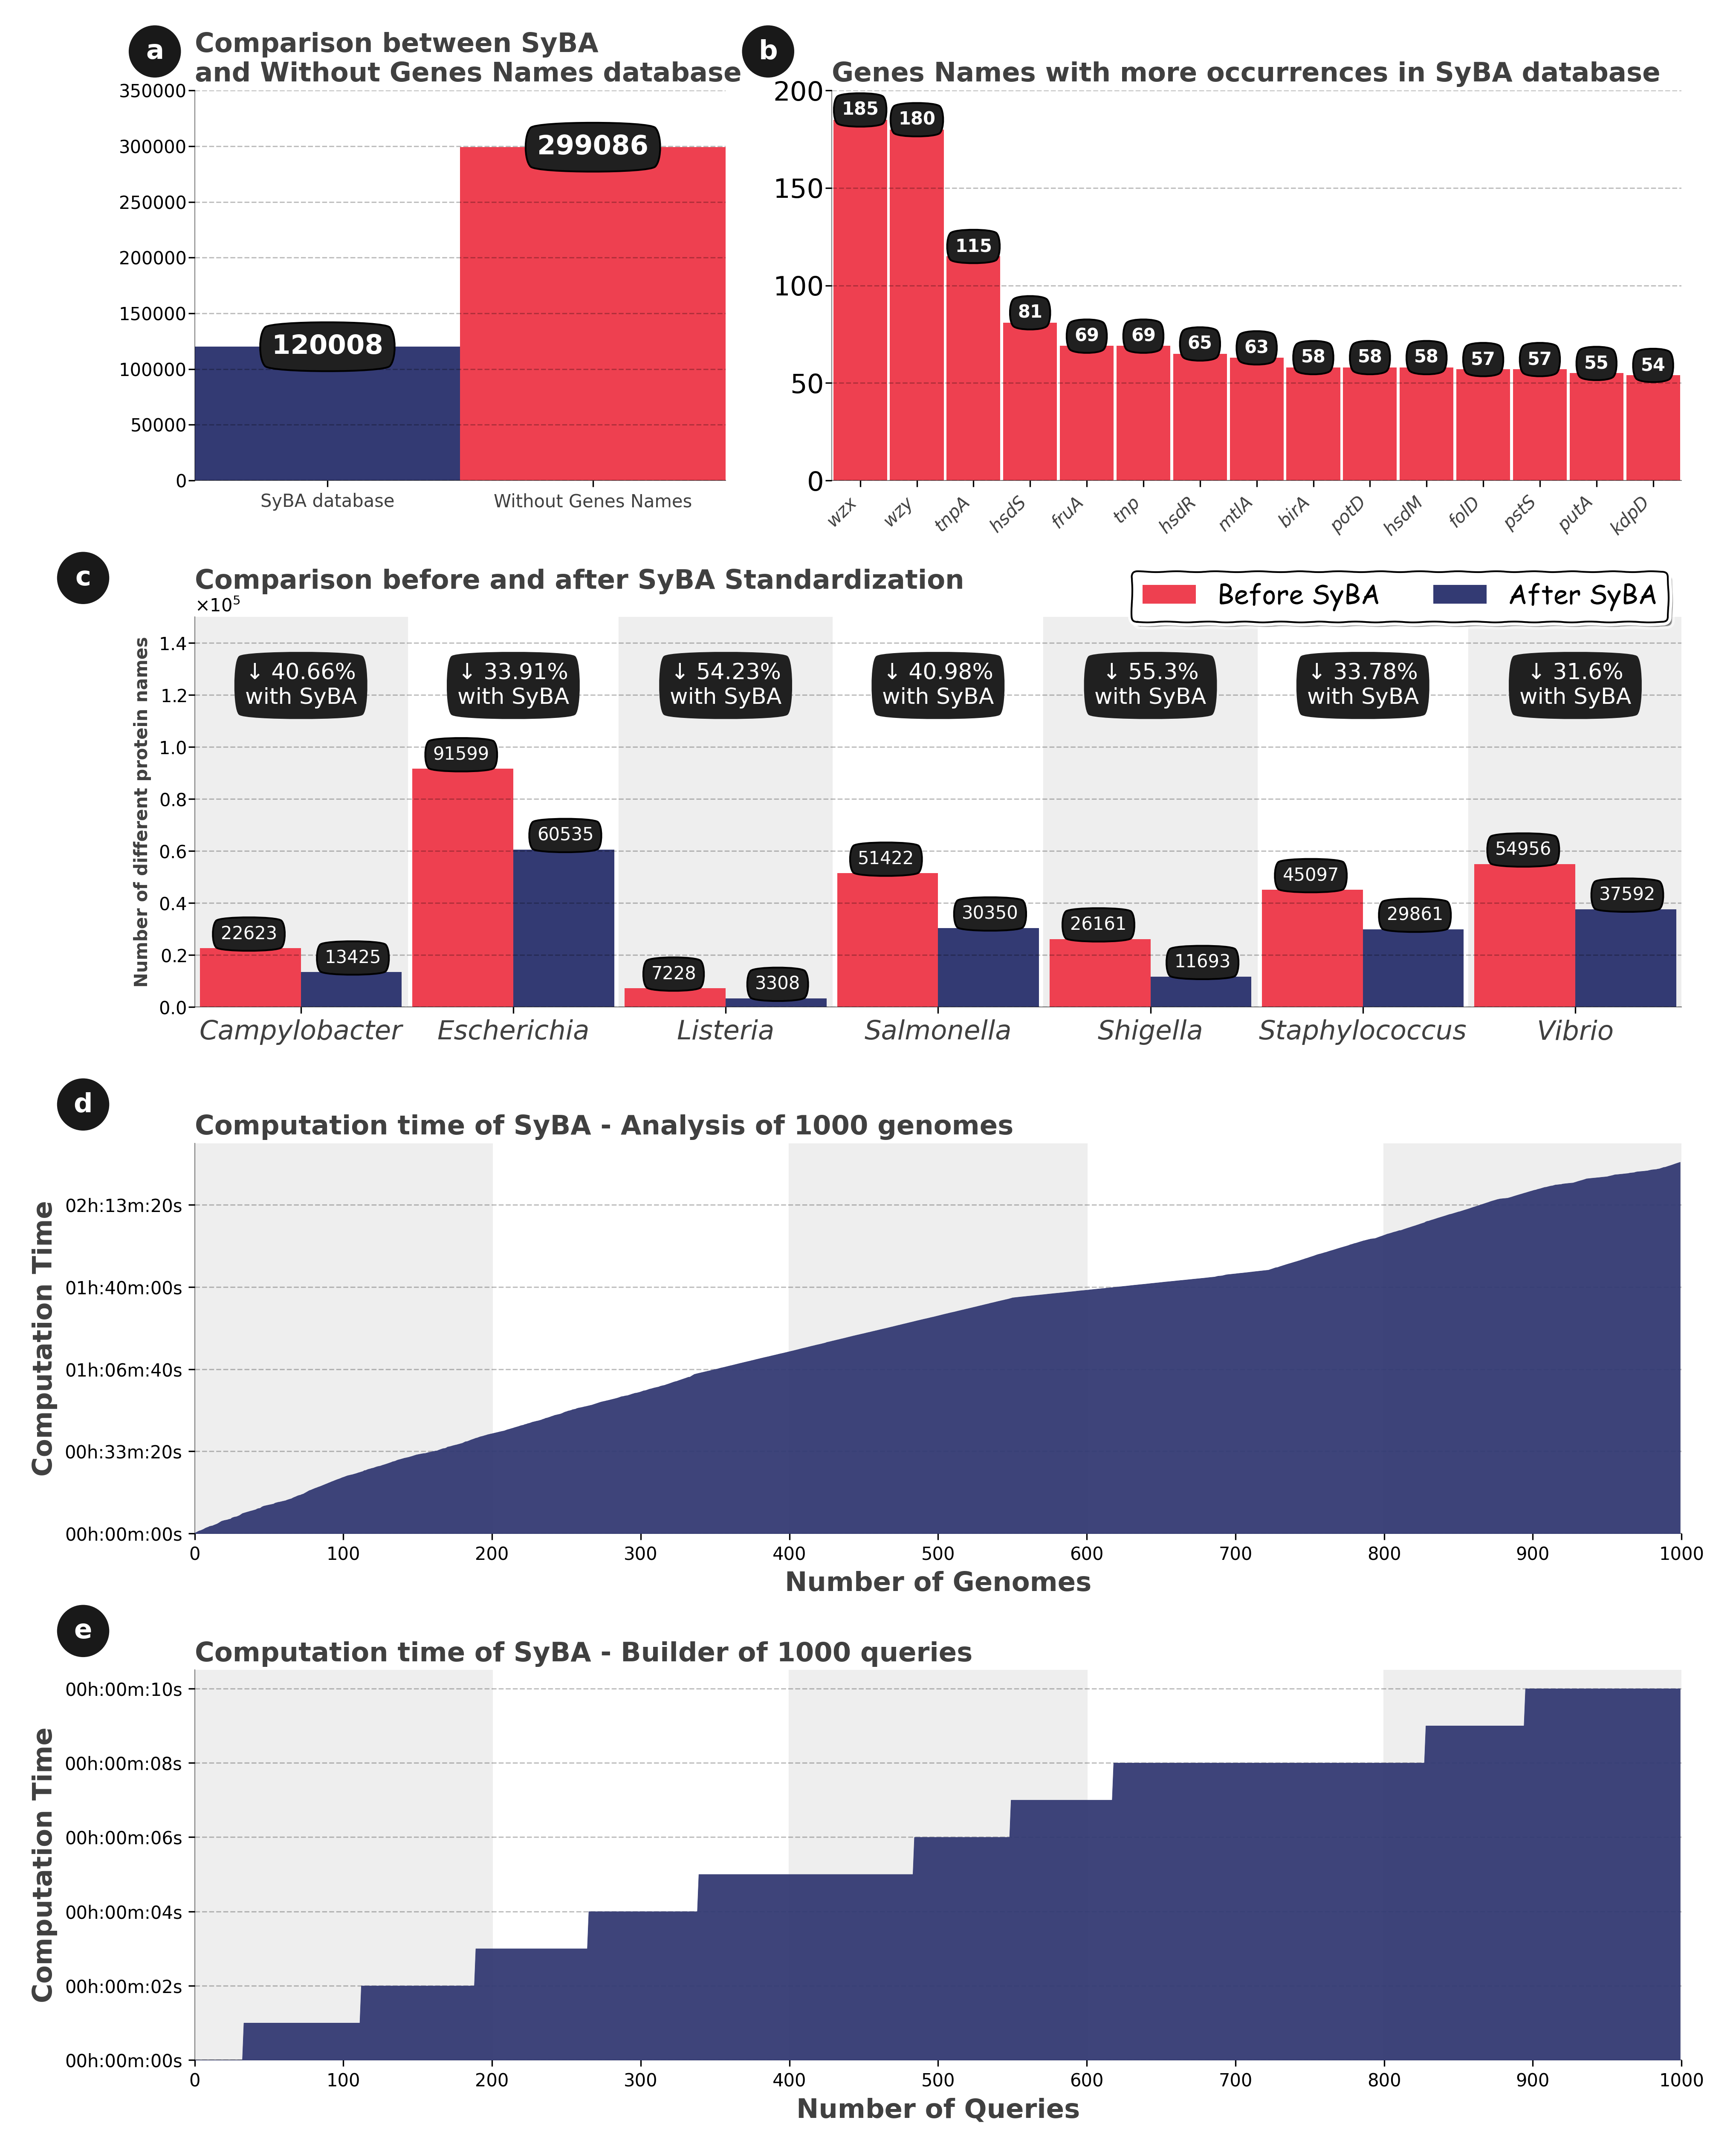 a
Comparison between SyBA
and Without Genes Names database
350000
300000
250000
200000
150000
100000
50000
0
299086
120008
SyBA database
Without Genes Names
b
Genes Names with more occurrences in SyBA database
200
150
100
50
0
185
180
115
81
69
69
65
63
58
58
58
57
57
55
54
wzx
wzy
tnpA
hsdS
fruA
tnp
hsdR
mtlA
birA
potD
hsdM
folD
pstS
putA
kdpD
c
Comparison before and after SyBA Standardization
Before SyBA
After SyBA
×10⁵
Number of different protein names
1.4
1.2
1.0
0.8
0.6
0.4
0.2
0.0
↓ 40.66%
with SyBA
↓ 33.91%
with SyBA
↓ 54.23%
with SyBA
↓ 40.98%
with SyBA
↓ 55.3%
with SyBA
↓ 33.78%
with SyBA
↓ 31.6%
with SyBA
22623
13425
91599
60535
7228
3308
51422
30350
26161
11693
45097
29861
54956
37592
Campylobacter
Escherichia
Listeria
Salmonella
Shigella
Staphylococcus
Vibrio
d
Computation time of SyBA - Analysis of 1000 genomes
Computation Time
02h:13m:20s
01h:40m:00s
01h:06m:40s
00h:33m:20s
00h:00m:00s
0 100 200 300 400 500 600 700 800 900 1000
Number of Genomes
e
Computation time of SyBA - Builder of 1000 queries
Computation Time
00h:00m:10s
00h:00m:08s
00h:00m:06s
00h:00m:04s
00h:00m:02s
00h:00m:00s
0 100 200 300 400 500 600 700 800 900 1000
Number of Queries